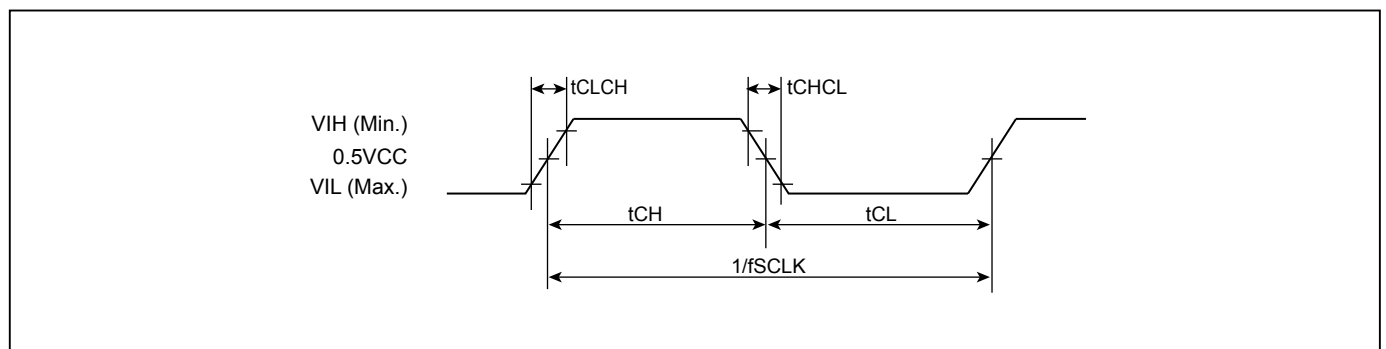 tCLCH
tCHCL
VIH (Min.)
0.5VCC
VIL (Max.)
tCH
tCL
1/fSCLK